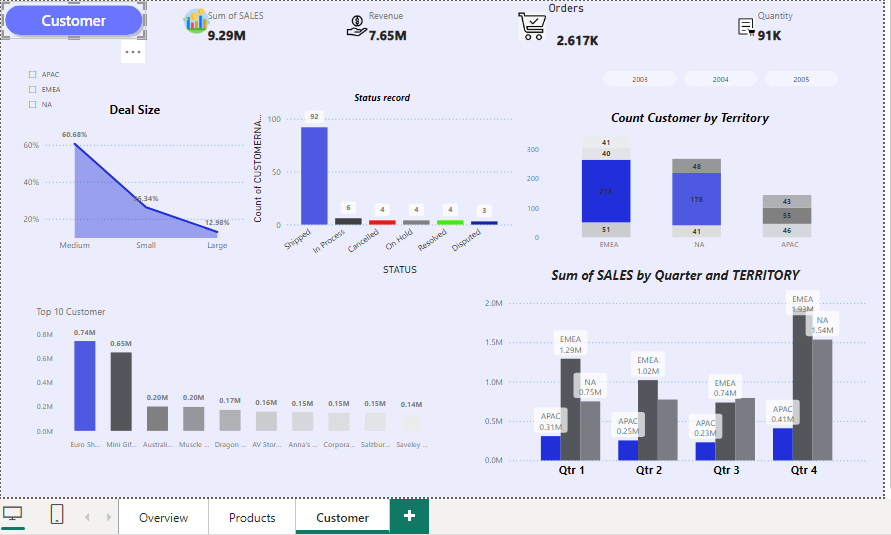 Customer
Sum of SALES
9.29M
Revenue
7.65M
Orders
2.617K
Quantity
91K
...
APAC
EMEA
NA
2003
2004
2005
Deal Size
60%
40%
20%
60.68%
12.98%
Medium
Small
Large
Status record
Count of CUSTOMERNA...
100
50
0
92
6
4
4
4
3
Shipped
In Process
Cancelled
On Hold
Resolved
Disputed
STATUS
Count Customer by Territory
300
200
100
0
41
40
51
48
178
41
43
55
46
EMEA
NA
APAC
Top 10 Customer
0.8M
0.6M
0.4M
0.2M
0.0M
0.74M
0.65M
0.20M
0.20M
0.17M
0.16M
0.15M
0.15M
0.15M
0.14M
Euro Sh...
Mini Gif...
Australi...
Muscle ...
Dragon ...
AV Stor...
Anna's ...
Corpora...
Salzbur...
Saveley ...
Sum of SALES by Quarter and TERRITORY
2.0M
1.5M
1.0M
0.5M
0.0M
APAC
0.31M
EMEA
1.29M
NA
0.75M
APAC
0.25M
EMEA
1.02M
APAC
0.23M
EMEA
0.74M
APAC
0.41M
EMEA
1.93M
NA
1.54M
Qtr 1
Qtr 2
Qtr 3
Qtr 4
Overview
Products
Customer
+